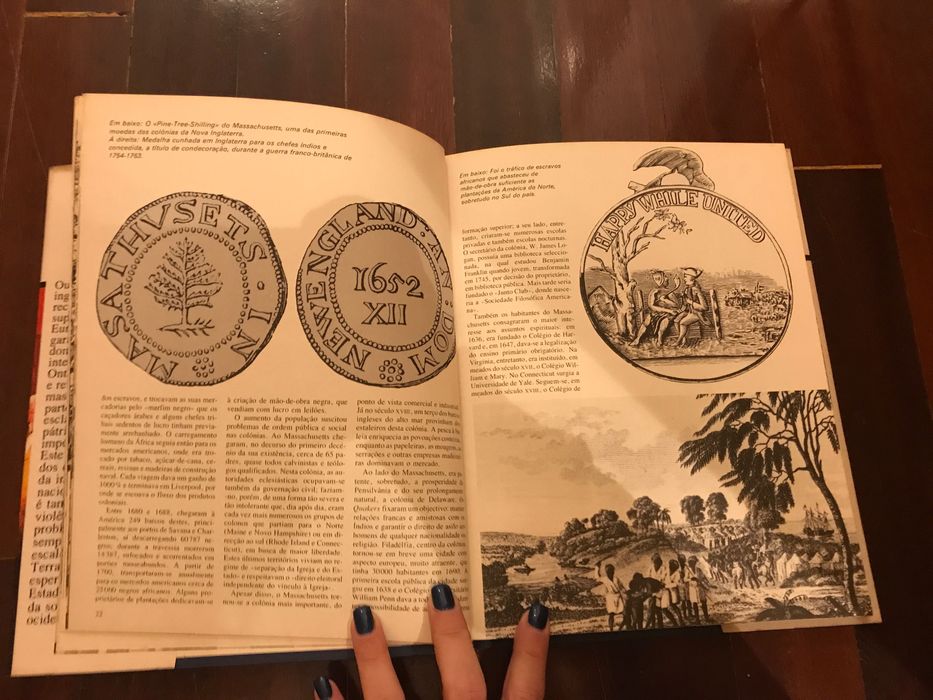 Em baixo: O «Pine-Tree-Shilling» do Massachusetts, uma das primeiras
moedas das colónias da Nova Inglaterra.
À direita: Medalha cunhada em Inglaterra para os chefes índios e
concedida, a título de condecoração, durante a guerra franco-britânica de
1754-1763.
MASATHVSETS · IN
NEWENGLAND · AN · DOM
1652
XII
dos escravos, e trocavam as suas mer-
cadorias pelo «marfim negro» que os
caçadores árabes e alguns chefes tri-
bais sedentos de lucro tinham previa-
mente arrebanhado. O carregamento
humano da África seguia então para os
mercados americanos, onde era tro-
cado por tabaco, açúcar-de-cana, ce-
reais, resinas e madeiras de construção
naval. Cada viagem dava um ganho de
1000% e terminava em Liverpool, por
onde se escoava o fluxo dos produtos
coloniais.
Entre 1680 e 1688, chegaram à
América 249 barcos destes, princi-
palmente aos portos de Savana e Char-
leston, aí descarregando
negros; durante a travessia morreram
14387, sufocados e acorrentados em
porões nauseabundos. A partir de
1760, transportaram-se anualmente
para os mercados americanos cerca de
25000 negros africanos. Alguns pro-
prietários de plantações dedicavam-se
22
à criação de mão-de-obra negra, que
vendiam com lucro em leilões.
O aumento da população suscitou
problemas de ordem pública e social
nas colónias. Ao Massachusetts che-
garam, no decurso do primeiro decé-
nio da sua existência, cerca de 65 pa-
dres, quase todos calvinistas e teólo-
gos qualificados. Nesta colónia, as au-
toridades eclesiásticas ocupavam-se
também da governação civil; faziam-
-no, porém, de uma forma tão severa e
tão intolerante que, dia após dia, eram
cada vez mais numerosos os grupos de
colonos que partiam para o Norte
(Maine e Novo Hampshire) ou em di-
recção ao sul (Rhode Island e Connec-
ticut), em busca de maior liberdade.
Estes últimos territórios viviam no re-
gime de «separação da Igreja e do Es-
tado» e respeitavam o «direito eleitoral
independente do vínculo à Igreja».
Apesar disso, o Massachusetts tor-
nou-se a colónia mais importante, do
ponto de vista comercial e industrial.
Já no século XVII, um terço dos barcos
ingleses do alto mar provinham dos
estaleiros desta colónia. A pesca à ba-
leia enriquecia as povoações costeiras,
enquanto as papeleiras, as moagens, as
serrações e outras empresas madeirei-
ras dominavam o mercado.
Ao lado do Massachusetts, era pa-
tente, sobretudo, a prosperidade da
Pensilvânia e do seu prolongamento
natural, a colónia de Delaware. Os
Quakers fixaram um objectivo: manter
relações francas e amistosas com os
índios e garantir o direito de asilo aos
homens de qualquer nacionalidade ou
religião. Filadélfia, centro da colónia,
tornou-se em breve uma cidade com
aspecto europeu, muito atraente, que
tinha 30000 habitantes em 1690. A
primeira escola pública da cidade sur-
giu em 1638 e o Colégio
William Penn dava a
possibilidade de
Em baixo: Foi o tráfico de escravos
africanos que abasteceu de
mão-de-obra suficiente as
plantações da América do Norte,
sobretudo no Sul do país.
HAPPY WHILE UNITED
formação superior; a seu lado, entre-
tanto, criaram-se numerosas escolas
privadas e também escolas nocturnas.
O secretário da colónia, W. James Lo-
gan, possuía uma biblioteca seleccio-
nada, na qual estudou Benjamin
Franklin quando jovem, transformada
em 1745, por decisão do proprietário,
em biblioteca pública. Mais tarde seria
fundado o «Junto Club», donde nasce-
ria a «Sociedade Filosófica America-
na».
Também os habitantes do Massa-
chusetts consagraram o maior inte-
resse aos assuntos espirituais: em
1636, era fundado o Colégio de Har-
vard e, em 1647, dava-se a legalização
do ensino primário obrigatório. Na
Virgínia, entretanto, era instituído, em
meados do século XVII, o Colégio Wil-
liam e Mary. No Connecticut surgia a
Universidade de Yale. Seguem-se, em
meados do século XVIII, o Colégio de